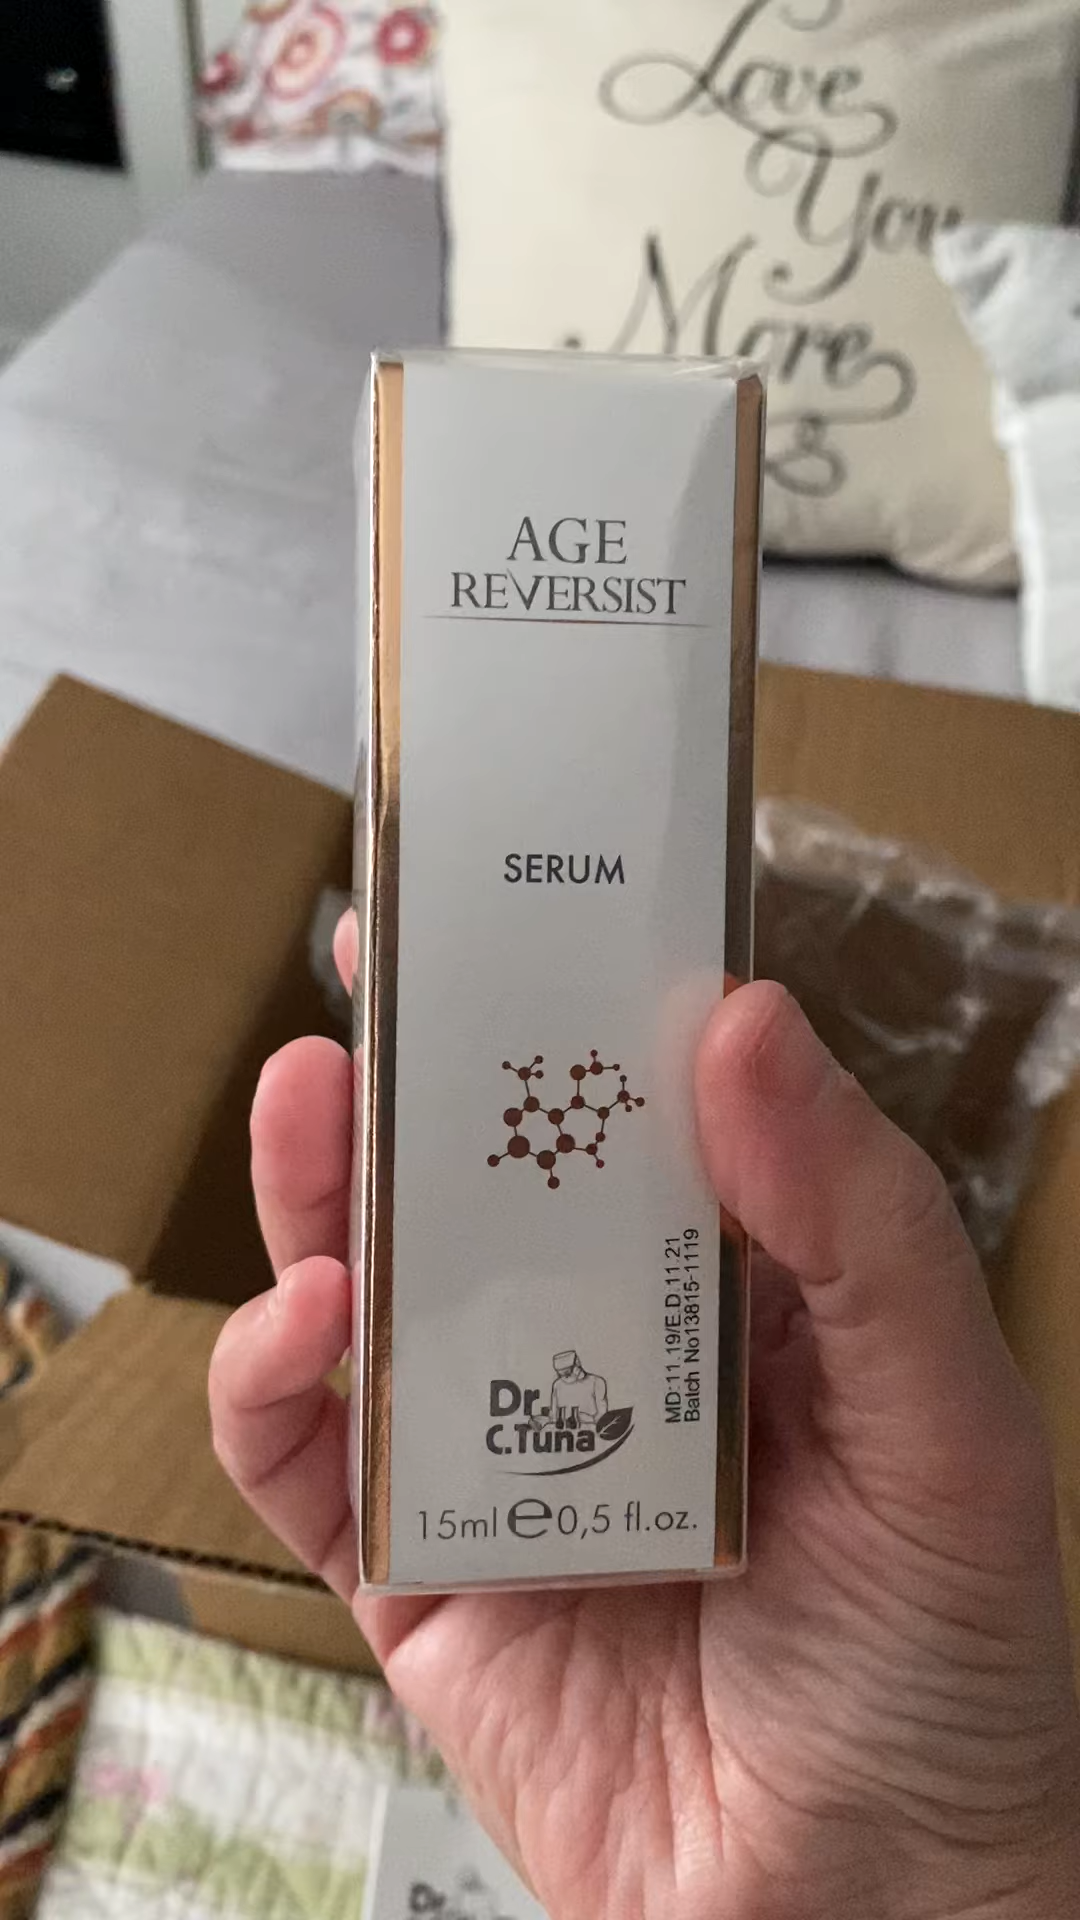 Love
You
More
AGE
REVERSIST
SERUM
MD:11.19/E.D:11.21
Batch No13815-1119
Dr.
C.Tuna
15ml e 0,5 fl.oz.
Dr.